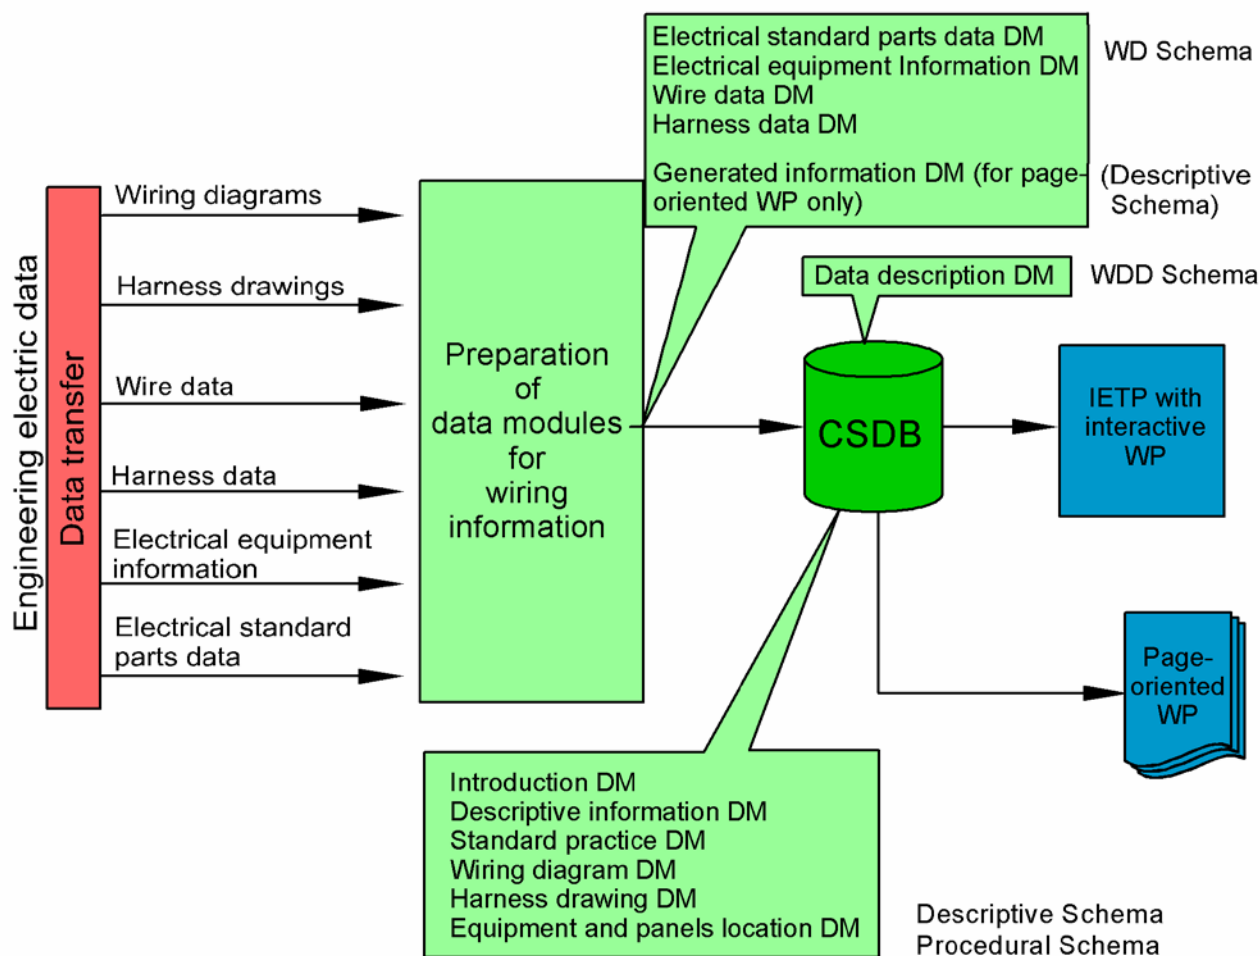 Electrical standard parts data DM
Electrical equipment Information DM
Wire data DM
Harness data DM
Generated information DM (for page-
oriented WP only)
WD Schema
(Descriptive
Schema)
Data description DM
WDD Schema
Engineering electric data
Data transfer
Wiring diagrams
Harness drawings
Wire data
Harness data
Electrical equipment
information
Electrical standard
parts data
Preparation
of
data modules
for
wiring
information
CSDB
IETP with
interactive
WP
Page-
oriented
WP
Introduction DM
Descriptive information DM
Standard practice DM
Wiring diagram DM
Harness drawing DM
Equipment and panels location DM
Descriptive Schema
Procedural Schema